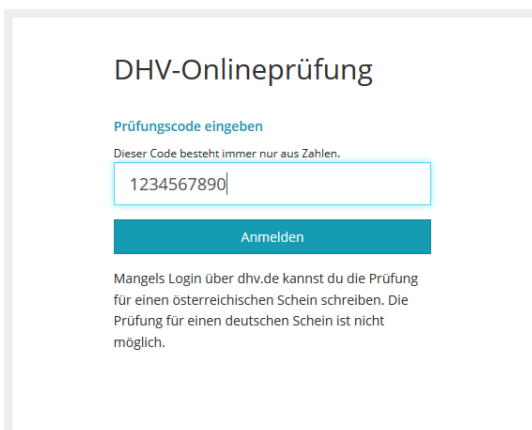 DHV-Onlineprüfung
Prüfungscode eingeben
Dieser Code besteht immer nur aus Zahlen.
1234567890
Anmelden
Mangels Login über dhv.de kannst du die Prüfung
für einen österreichischen Schein schreiben. Die
Prüfung für einen deutschen Schein ist nicht
möglich.